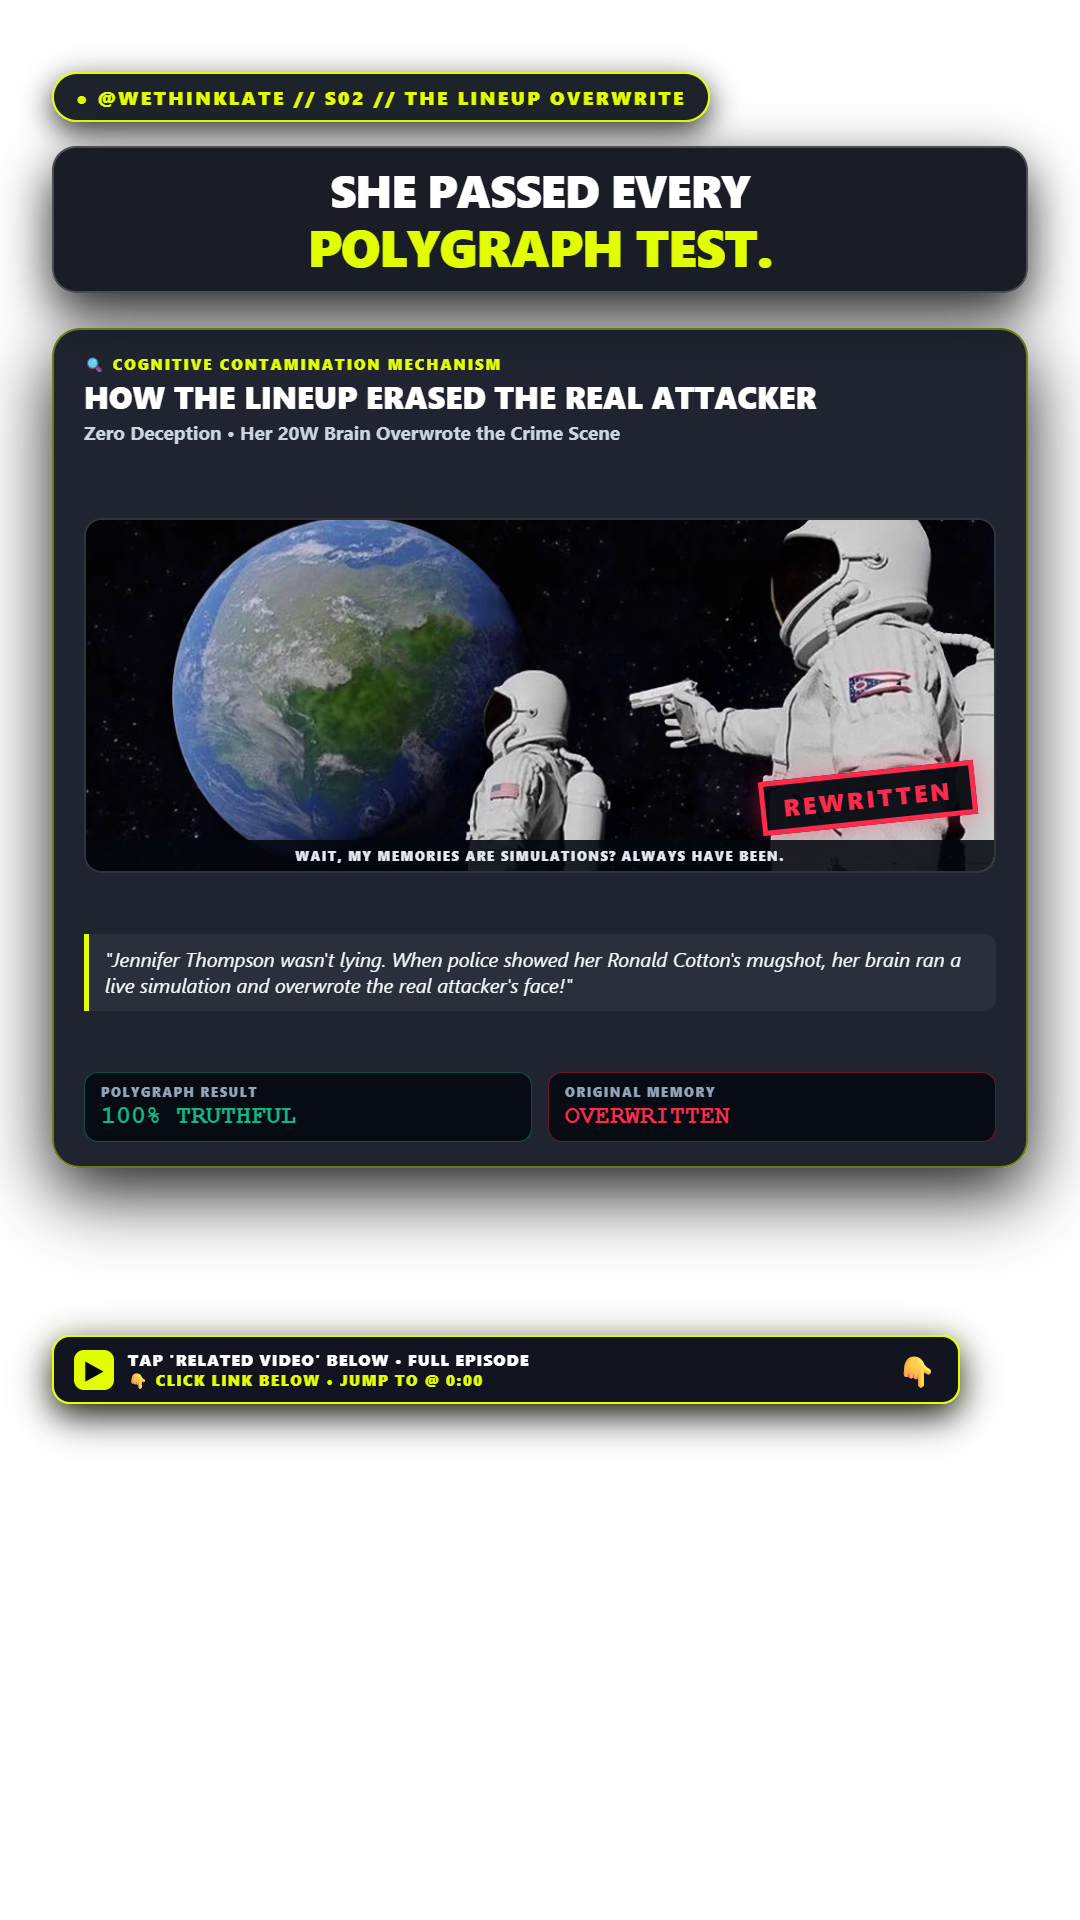 ● @WETHINKLATE // S02 // THE LINEUP OVERWRITE
SHE PASSED EVERY
POLYGRAPH TEST.
🔍 COGNITIVE CONTAMINATION MECHANISM
HOW THE LINEUP ERASED THE REAL ATTACKER
Zero Deception • Her 20W Brain Overwrote the Crime Scene
REWRITTEN
WAIT, MY MEMORIES ARE SIMULATIONS? ALWAYS HAVE BEEN.
"Jennifer Thompson wasn't lying. When police showed her Ronald Cotton's mugshot, her brain ran a
live simulation and overwrote the real attacker's face!"
POLYGRAPH RESULT
100% TRUTHFUL
ORIGINAL MEMORY
OVERWRITTEN
TAP 'RELATED VIDEO' BELOW • FULL EPISODE
👇 CLICK LINK BELOW • JUMP TO @ 0:00